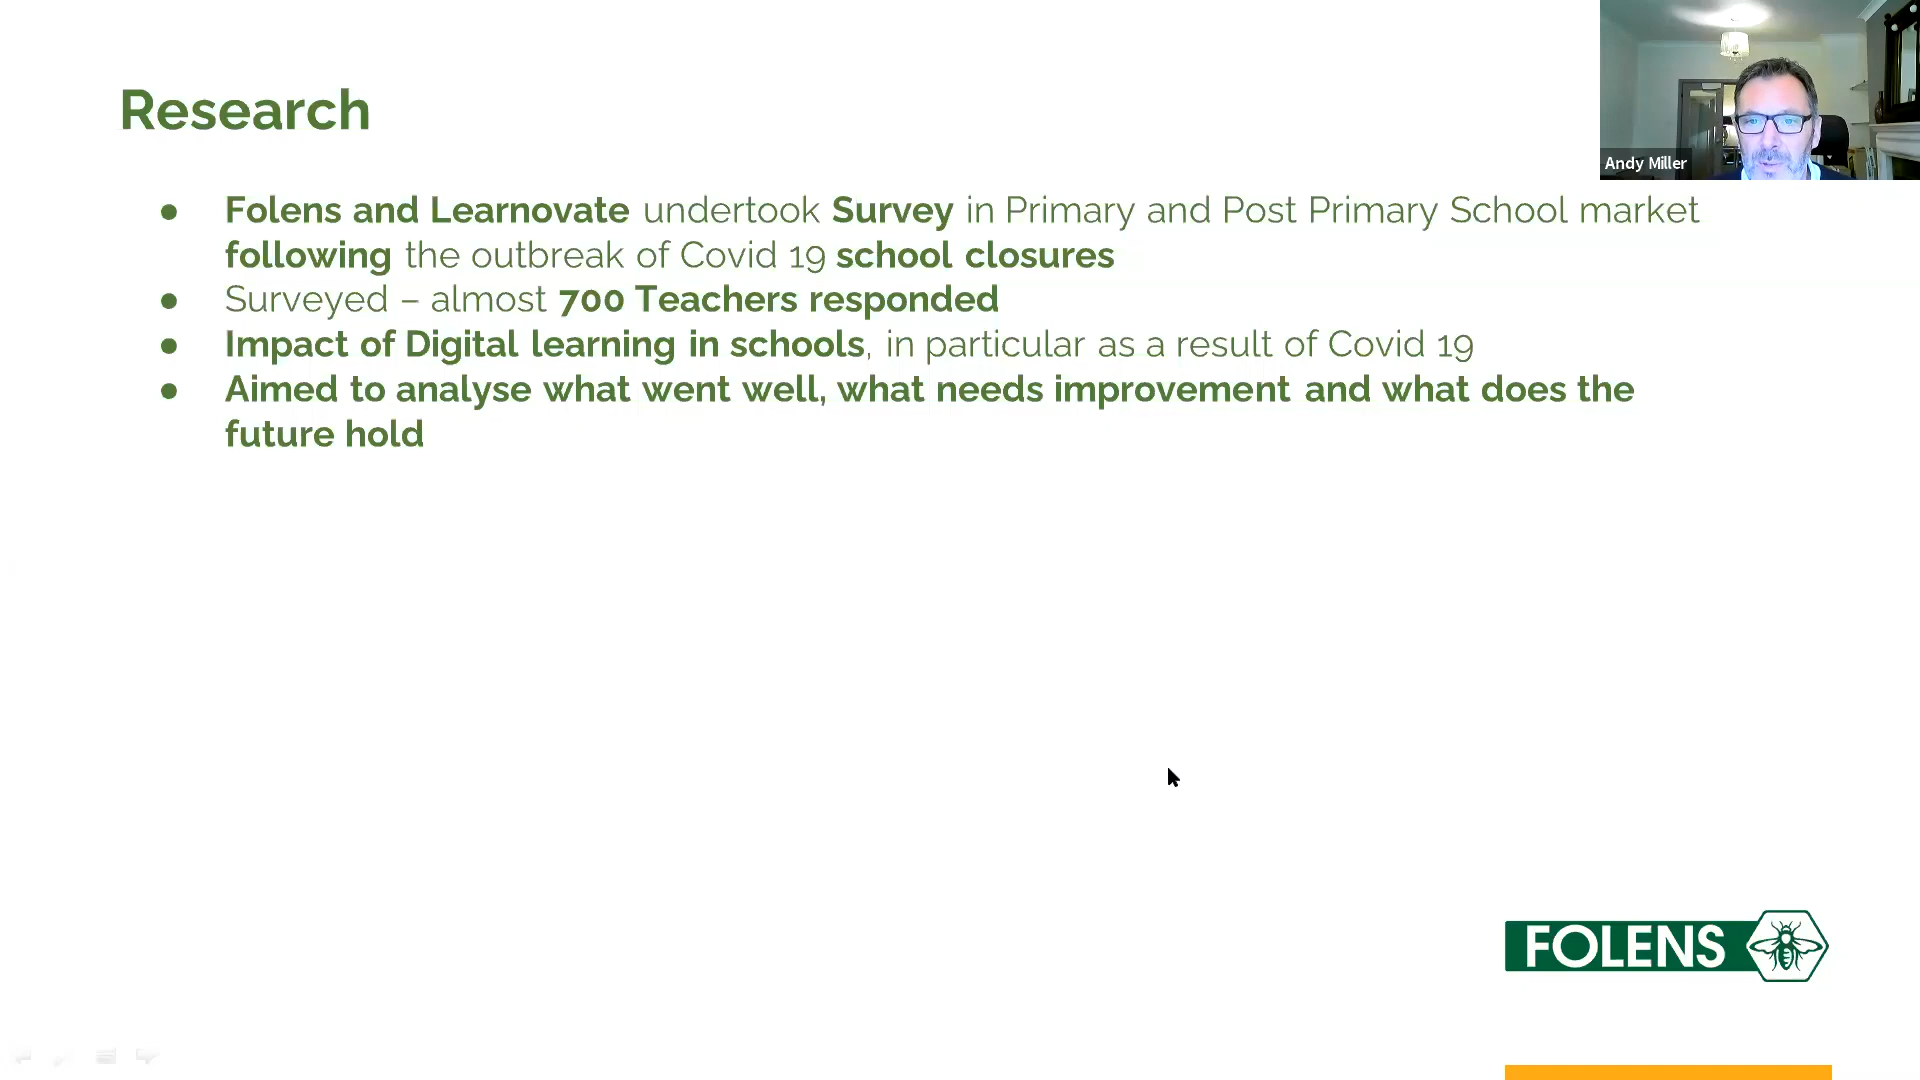 Research
Andy Miller
● Folens and Learnovate undertook Survey in Primary and Post Primary School market
following the outbreak of Covid 19 school closures
● Surveyed – almost 700 Teachers responded
● Impact of Digital learning in schools, in particular as a result of Covid 19
● Aimed to analyse what went well, what needs improvement and what does the
future hold
FOLENS